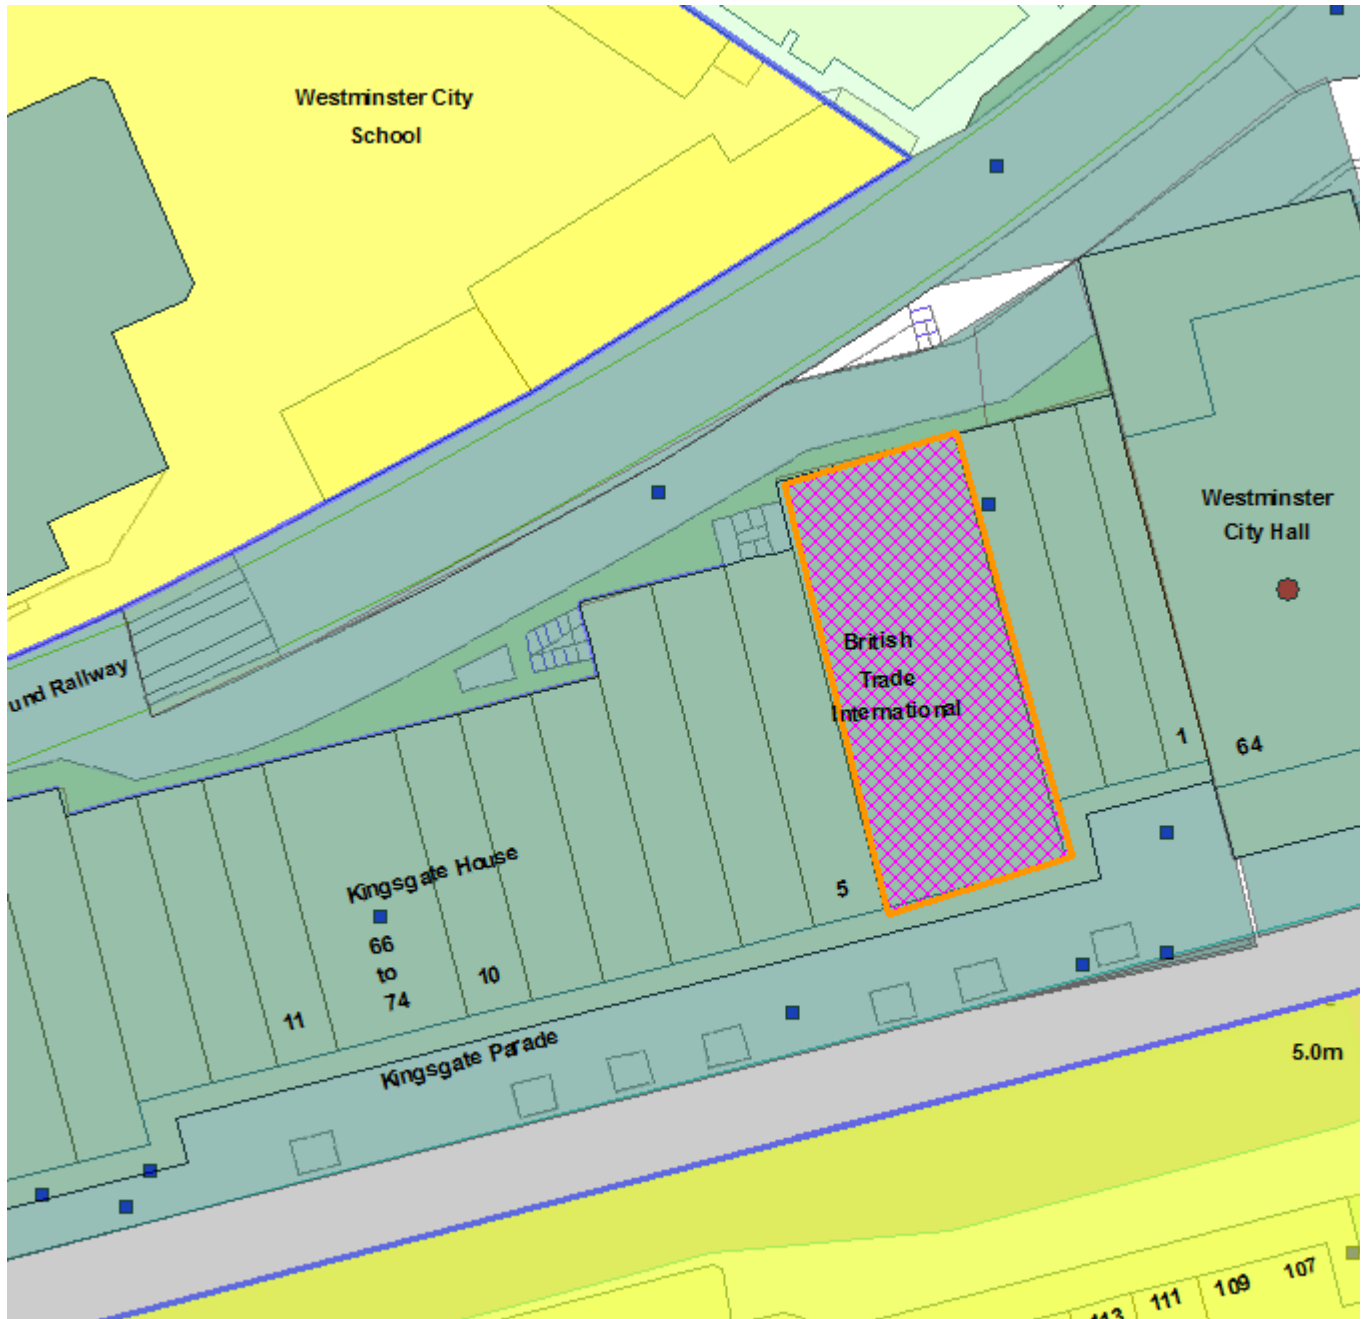 Westminster City
School
Westminster
City Hall
British
Trade
International
und Railway
1
64
5
Kingsgate House
66
to
74
10
11
Kingsgate Parade
5.0m
113
111
109
107